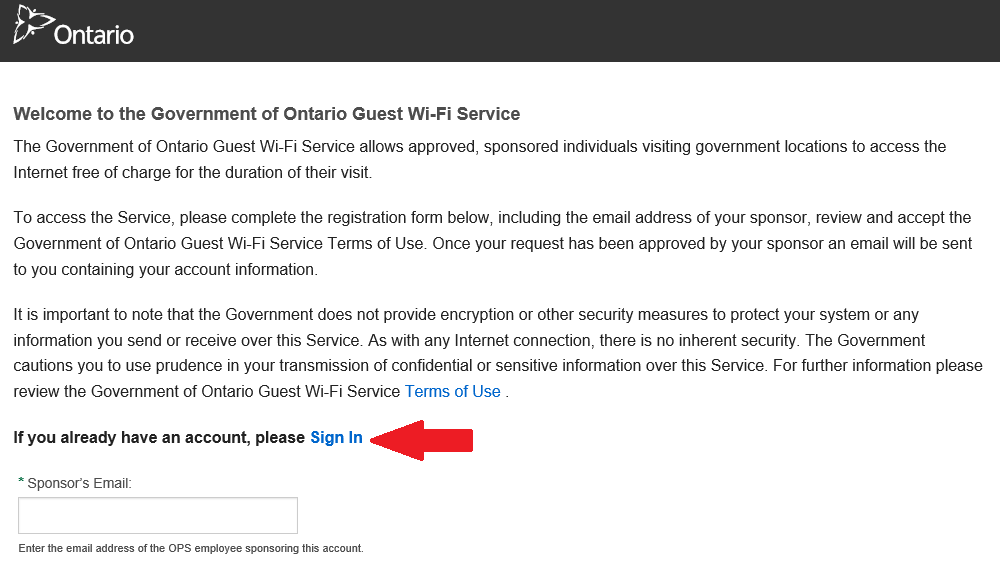 Ontario
Welcome to the Government of Ontario Guest Wi-Fi Service
The Government of Ontario Guest Wi-Fi Service allows approved, sponsored individuals visiting government locations to access the
Internet free of charge for the duration of their visit.
To access the Service, please complete the registration form below, including the email address of your sponsor, review and accept the
Government of Ontario Guest Wi-Fi Service Terms of Use. Once your request has been approved by your sponsor an email will be sent
to you containing your account information.
It is important to note that the Government does not provide encryption or other security measures to protect your system or any
information you send or receive over this Service. As with any Internet connection, there is no inherent security. The Government
cautions you to use prudence in your transmission of confidential or sensitive information over this Service. For further information please
review the Government of Ontario Guest Wi-Fi Service Terms of Use .
If you already have an account, please Sign In
* Sponsor’s Email:
Enter the email address of the OPS employee sponsoring this account.